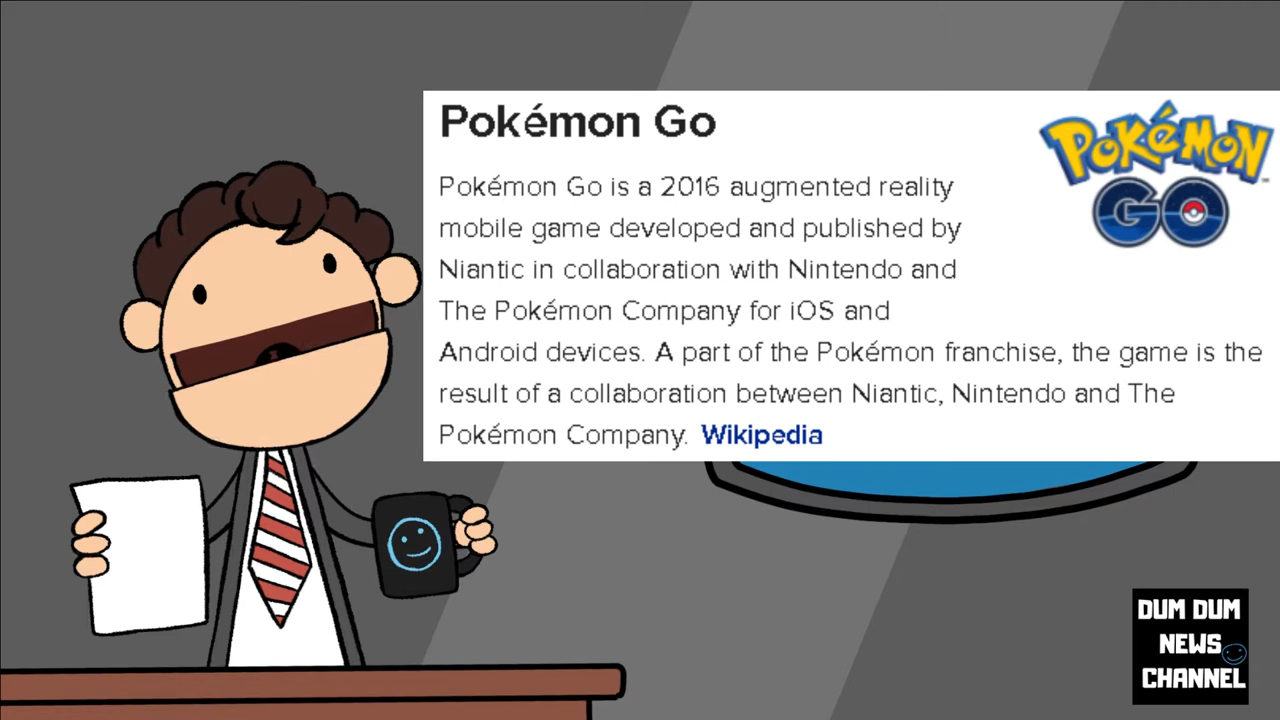 Pokémon Go
Pokémon Go is a 2016 augmented reality
mobile game developed and published by
Niantic in collaboration with Nintendo and
The Pokémon Company for iOS and
Android devices. A part of the Pokémon franchise, the game is the
result of a collaboration between Niantic, Nintendo and The
Pokémon Company. Wikipedia
POKéMON
GO
DUM DUM
NEWS
CHANNEL